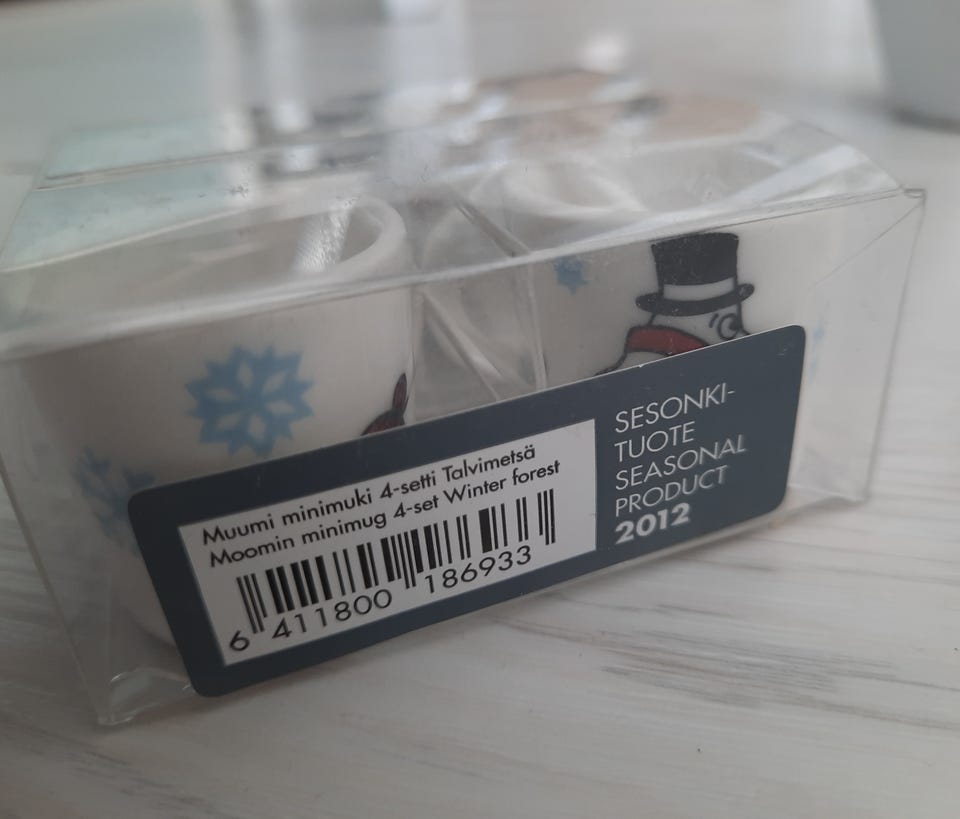 Muumi minimuki 4-setti Talvimetsä
Moomin minimug 4-set Winter forest
6 411800 186933
SESONKI-
TUOTE
SEASONAL
PRODUCT
2012